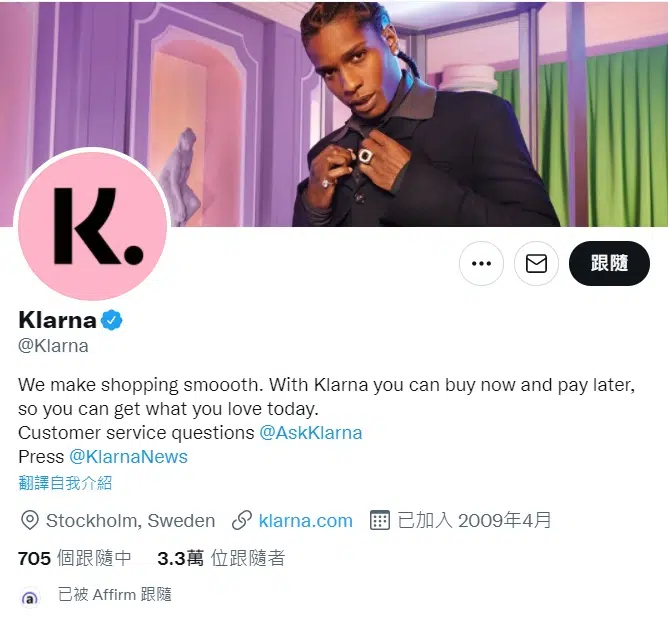 K.
跟隨
Klarna
@Klarna
We make shopping smoooth. With Klarna you can buy now and pay later,
so you can get what you love today.
Customer service questions @AskKlarna
Press @KlarnaNews
翻譯自我介紹
Stockholm, Sweden klarna.com 已加入 2009年4月
705 個跟隨中 3.3萬 位跟隨者
a 已被 Affirm 跟隨